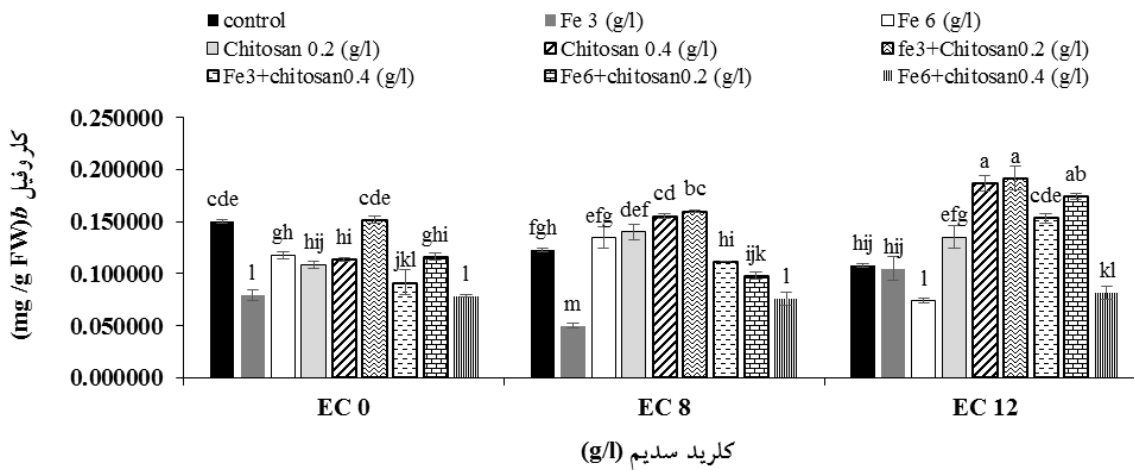 control Fe 3 (g/l) Fe 6 (g/l)
Chitosan 0.2 (g/l) Chitosan 0.4 (g/l) fe3+Chitosan0.2 (g/l)
Fe3+chitosan0.4 (g/l) Fe6+chitosan0.2 (g/l) Fe6+chitosan0.4 (g/l)
کلروفیل b (mg /g FW)
0.250000
0.200000
0.150000
0.100000
0.050000
0.000000
cde l gh hij hi cde jkl ghi l
fgh m efg def cd bc hi ijk l
hij hij l efg a a cde ab kl
EC 0 EC 8 EC 12
کلرید سدیم (g/l)